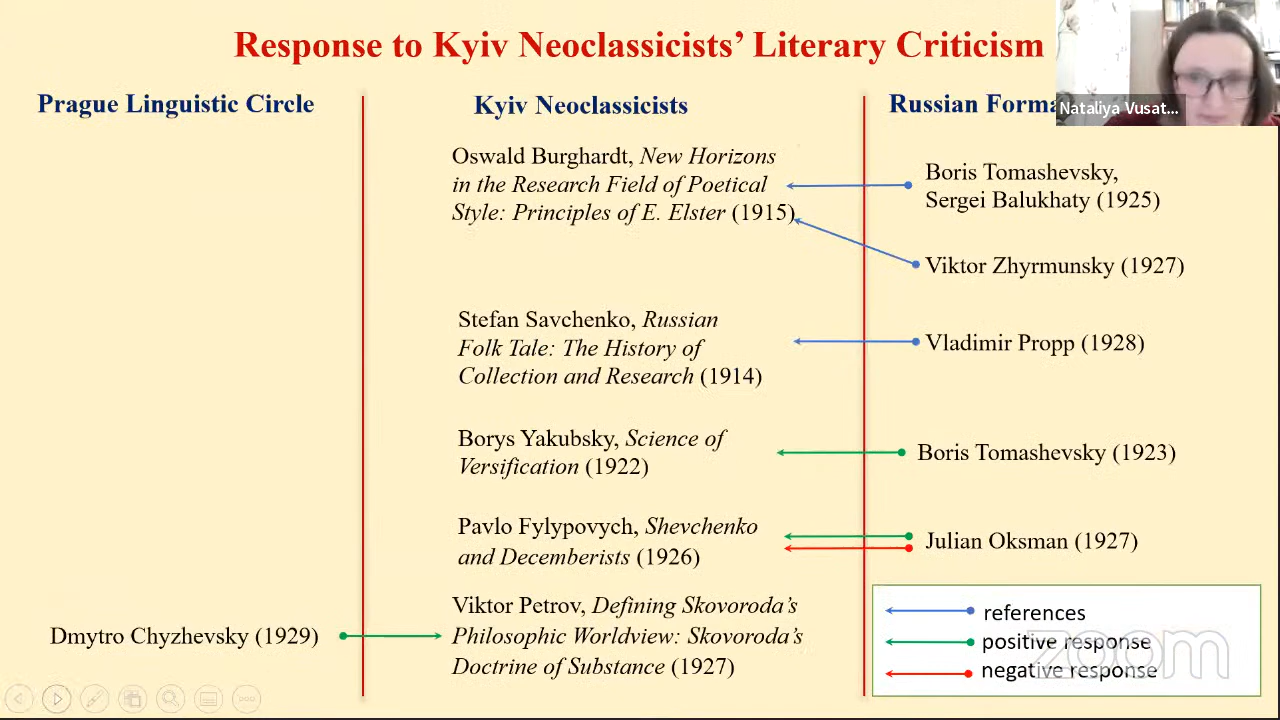 Response to Kyiv Neoclassicists’ Literary Criticism
Prague Linguistic Circle
Kyiv Neoclassicists
Russian
Nataliya Vusat...
Oswald Burghardt, New Horizons
in the Research Field of Poetical
Style: Principles of E. Elster (1915)
Boris Tomashevsky,
Sergei Balukhaty (1925)
Viktor Zhyrmunsky (1927)
Stefan Savchenko, Russian
Folk Tale: The History of
Collection and Research (1914)
Vladimir Propp (1928)
Borys Yakubsky, Science of
Versification (1922)
Boris Tomashevsky (1923)
Pavlo Fylypovych, Shevchenko
and Decemberists (1926)
Julian Oksman (1927)
Dmytro Chyzhevsky (1929)
Viktor Petrov, Defining Skovoroda’s
Philosophic Worldview: Skovoroda’s
Doctrine of Substance (1927)
references
positive response
negative response
zoom